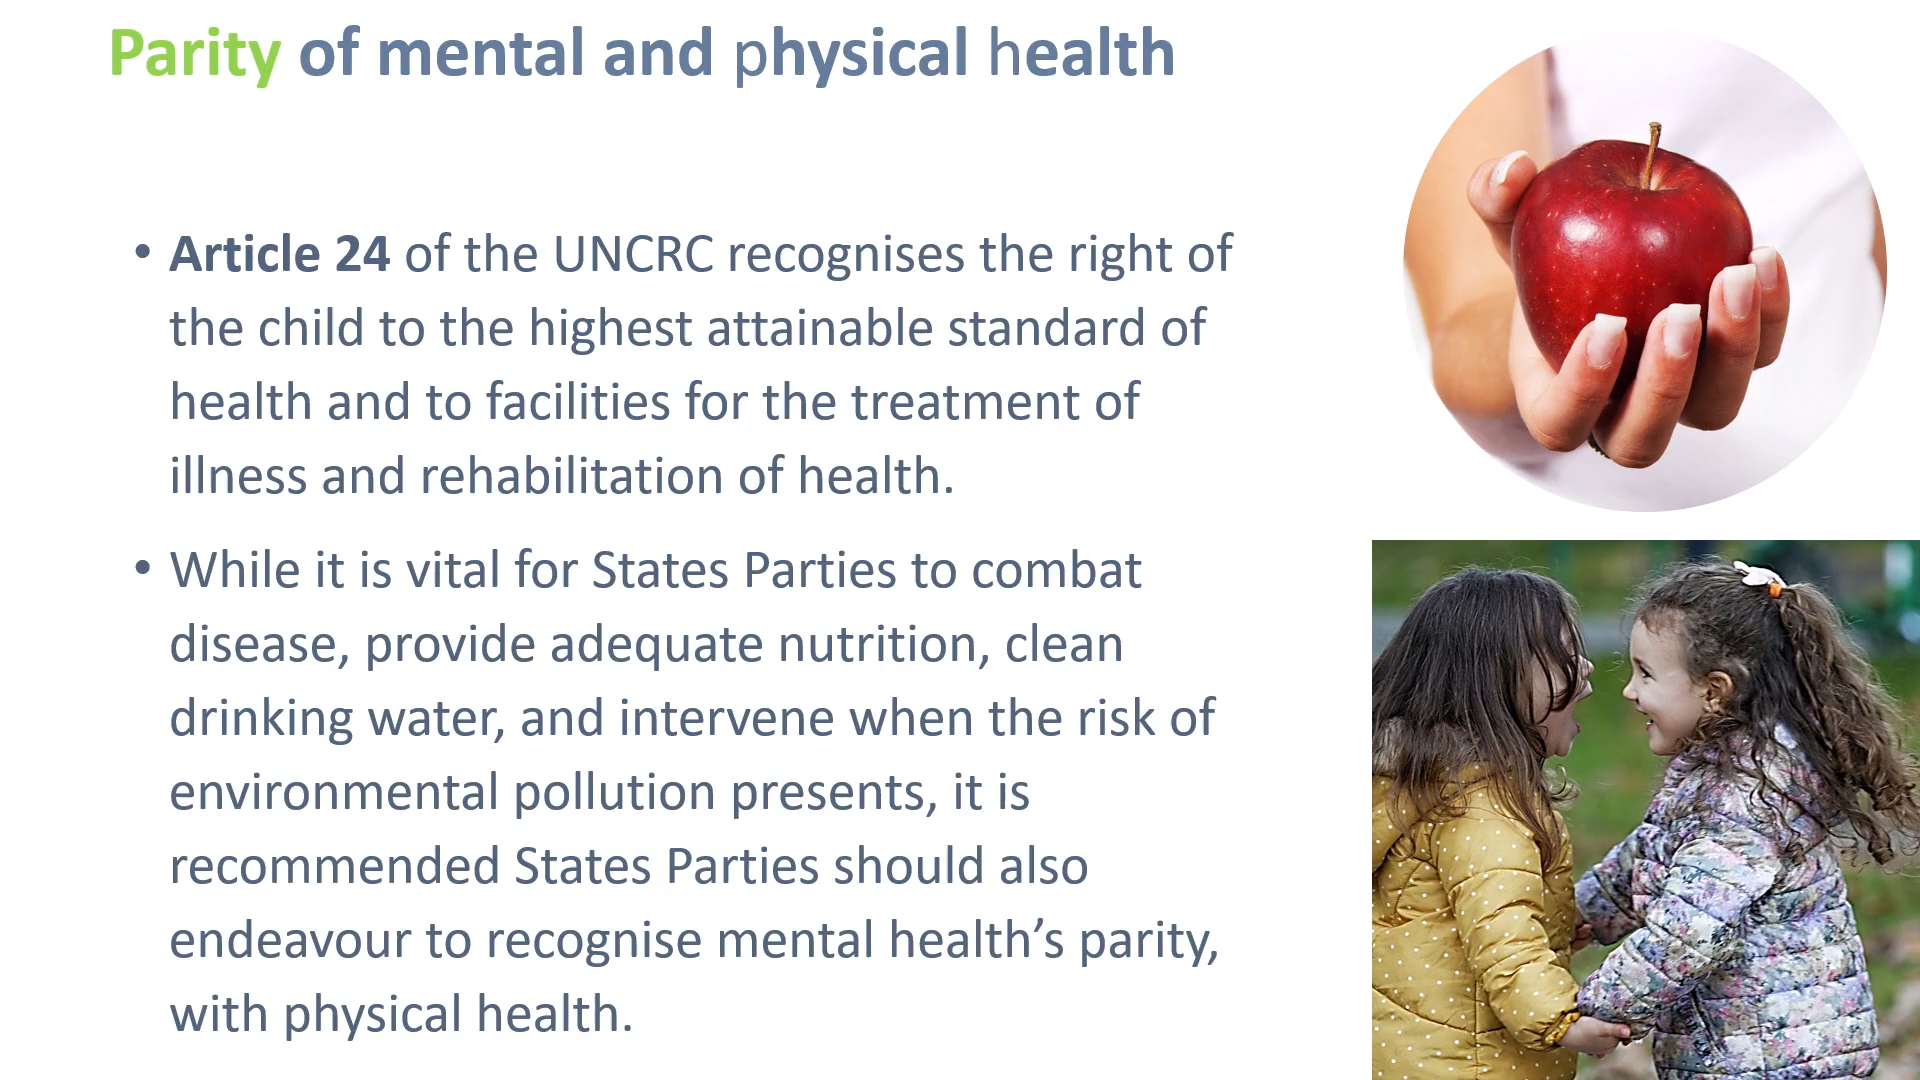 Parity of mental and physical health
• Article 24 of the UNCRC recognises the right of
the child to the highest attainable standard of
health and to facilities for the treatment of
illness and rehabilitation of health.
• While it is vital for States Parties to combat
disease, provide adequate nutrition, clean
drinking water, and intervene when the risk of
environmental pollution presents, it is
recommended States Parties should also
endeavour to recognise mental health’s parity,
with physical health.